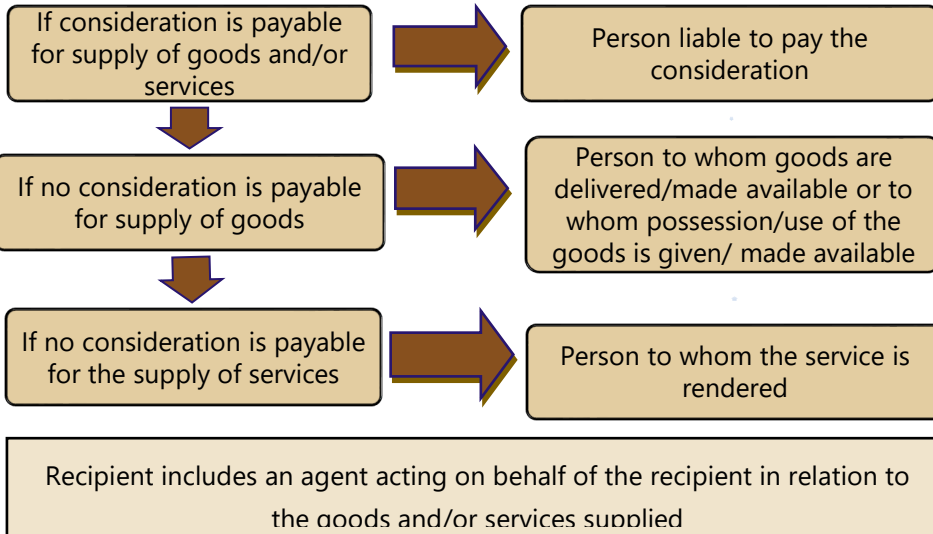 If consideration is payable
for supply of goods and/or
services
Person liable to pay the
consideration
If no consideration is payable
for supply of goods
Person to whom goods are
delivered/made available or to
whom possession/use of the
goods is given/ made available
If no consideration is payable
for the supply of services
Person to whom the service is
rendered
Recipient includes an agent acting on behalf of the recipient in relation to
the goods and/or services supplied